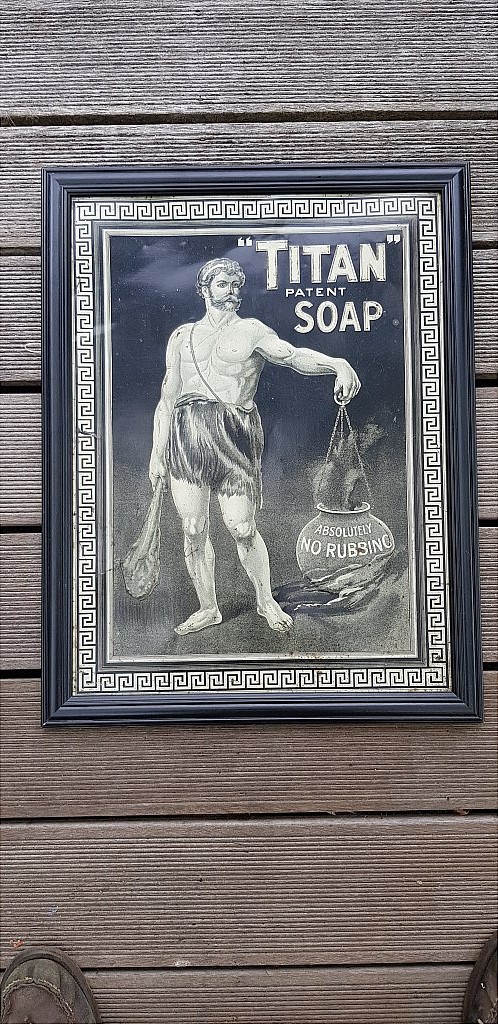 "TITAN"
PATENT
SOAP
ABSOLUTELY
NO RUBBING